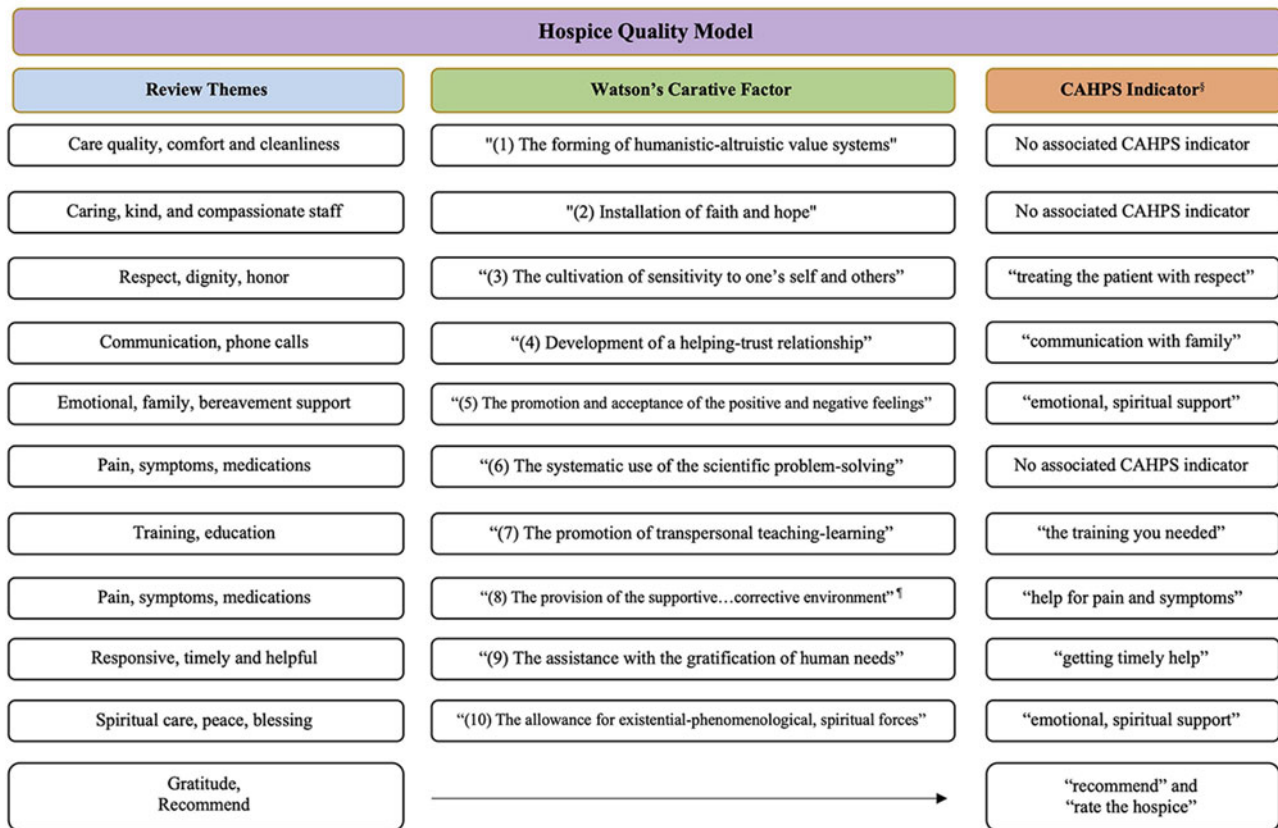 Hospice Quality Model
Review Themes
Watson's Carative Factor
CAHPS Indicator§
Care quality, comfort and cleanliness
"(1) The forming of humanistic-altruistic value systems"
No associated CAHPS indicator
Caring, kind, and compassionate staff
"(2) Installation of faith and hope"
No associated CAHPS indicator
Respect, dignity, honor
“(3) The cultivation of sensitivity to one’s self and others”
“treating the patient with respect”
Communication, phone calls
“(4) Development of a helping-trust relationship”
“communication with family”
Emotional, family, bereavement support
“(5) The promotion and acceptance of the positive and negative feelings”
“emotional, spiritual support”
Pain, symptoms, medications
“(6) The systematic use of the scientific problem-solving”
No associated CAHPS indicator
Training, education
“(7) The promotion of transpersonal teaching-learning”
“the training you needed”
Pain, symptoms, medications
“(8) The provision of the supportive…corrective environment” ¶
“help for pain and symptoms”
Responsive, timely and helpful
“(9) The assistance with the gratification of human needs”
“getting timely help”
Spiritual care, peace, blessing
“(10) The allowance for existential-phenomenological, spiritual forces”
“emotional, spiritual support”
Gratitude,
Recommend
“recommend” and
“rate the hospice”